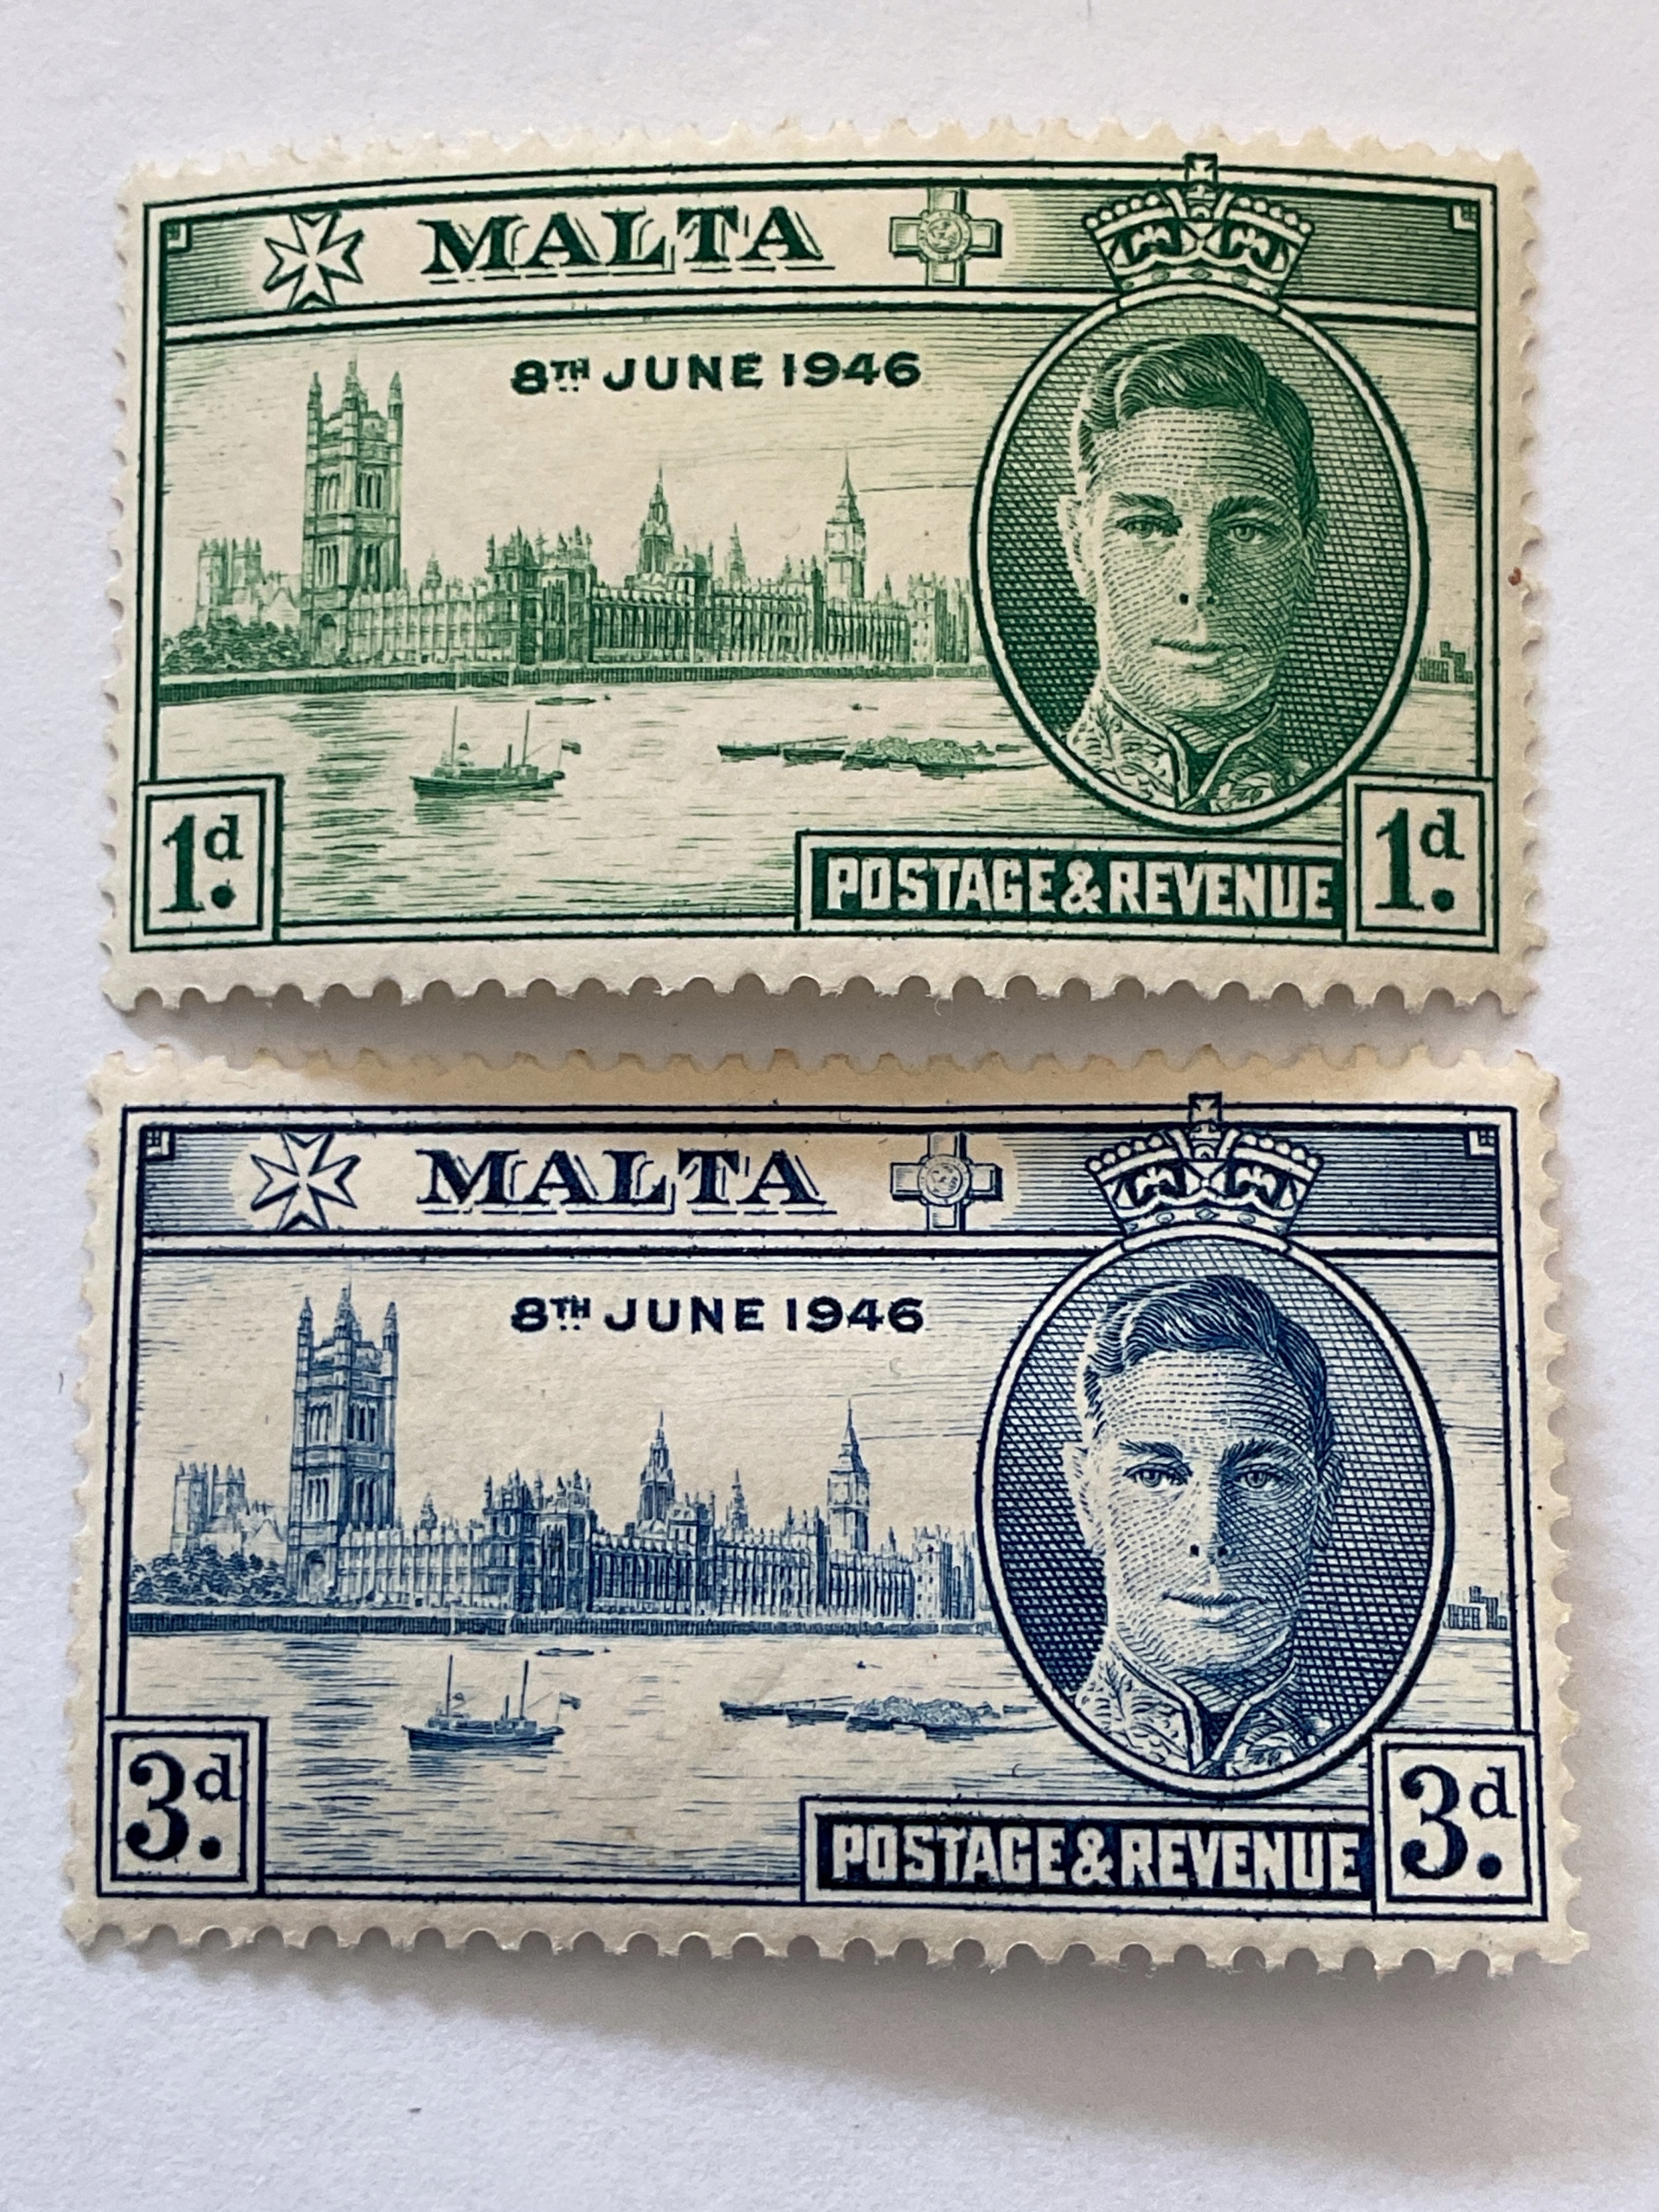 MALTA
8TH JUNE 1946
1d.
POSTAGE & REVENUE
1d.
MALTA
8TH JUNE 1946
3d.
POSTAGE & REVENUE
3d.